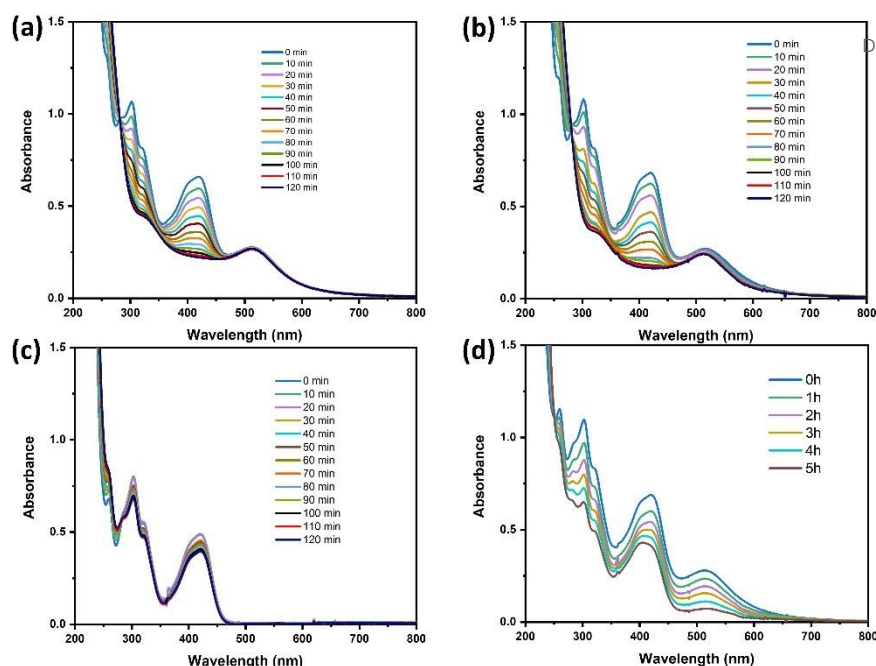 (a)
1.5
1.0
0.5
0.0
Absorbance
200 300 400 500 600 700 800
Wavelength (nm)
0 min
10 min
20 min
30 min
40 min
50 min
60 min
70 min
80 min
90 min
100 min
110 min
120 min
(b)
1.5
1.0
0.5
0.0
Absorbance
200 300 400 500 600 700 800
Wavelength (nm)
0 min
10 min
20 min
30 min
40 min
50 min
60 min
70 min
80 min
90 min
100 min
110 min
120 min
D
(c)
1.5
1.0
0.5
0.0
Absorbance
200 300 400 500 600 700 800
Wavelength (nm)
0 min
10 min
20 min
30 min
40 min
50 min
60 min
70 min
80 min
90 min
100 min
110 min
120 min
(d)
1.5
1.0
0.5
0.0
Absorbance
200 300 400 500 600 700 800
Wavelength (nm)
0h
1h
2h
3h
4h
5h